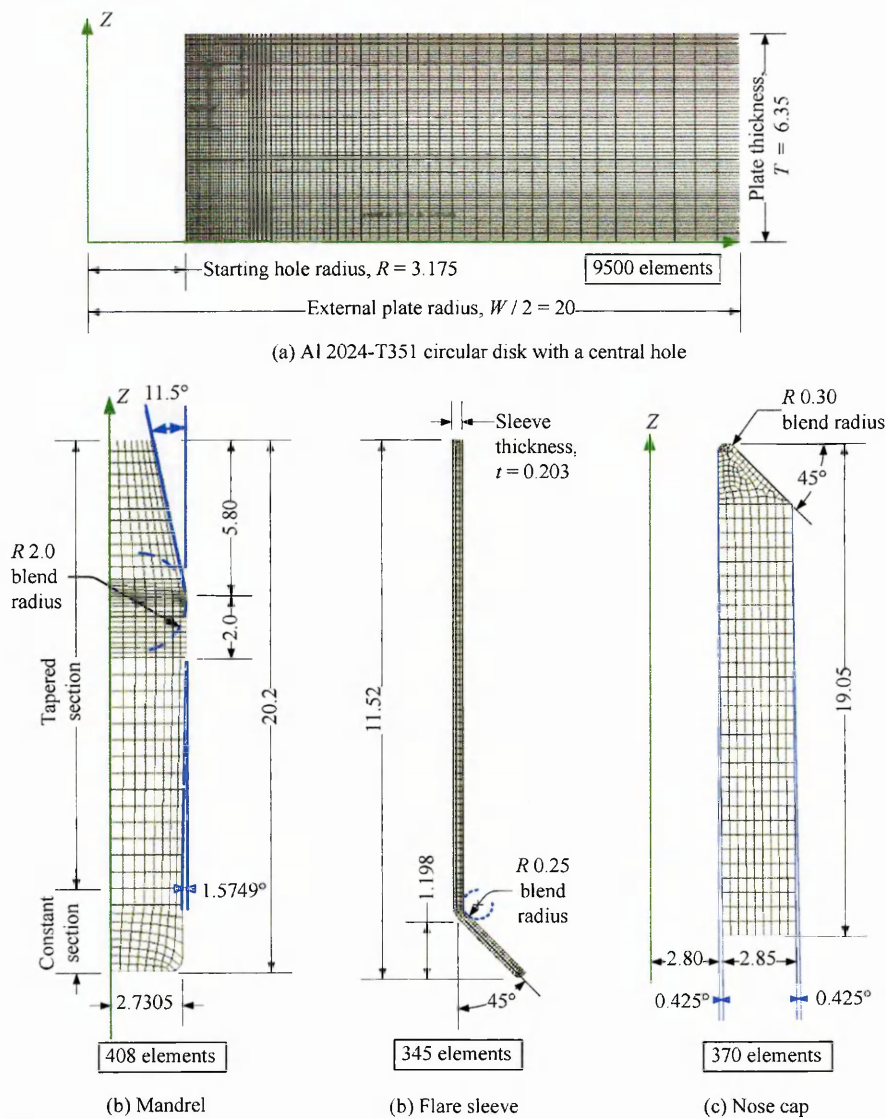 Z
Plate thickness,
T = 6.35
Starting hole radius, R = 3.175
9500 elements
External plate radius, W / 2 = 20
(a) Al 2024-T351 circular disk with a central hole
11.5°
Z
R 2.0
blend
radius
Tapered
section
Constant
section
5.80
2.0
20.2
1.5749°
2.7305
408 elements
(b) Mandrel
Sleeve
thickness,
t = 0.203
11.52
1.198
R 0.25
blend
radius
45°
345 elements
(b) Flare sleeve
Z
R 0.30
blend radius
45°
19.05
2.80
2.85
0.425°
0.425°
370 elements
(c) Nose cap